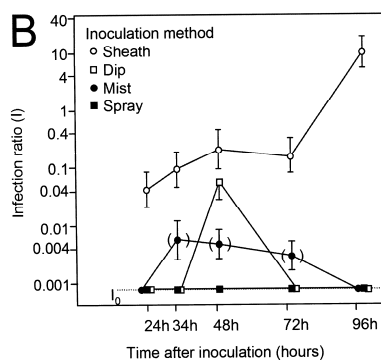 B
Inoculation method
Sheath
Dip
Mist
Spray
Infection ratio (I)
40
10
4
1
0.4
0.1
0.04
0.01
0.004
0.001
I0
( ) ( ) ( )
24h 34h 48h 72h 96h
Time after inoculation (hours)